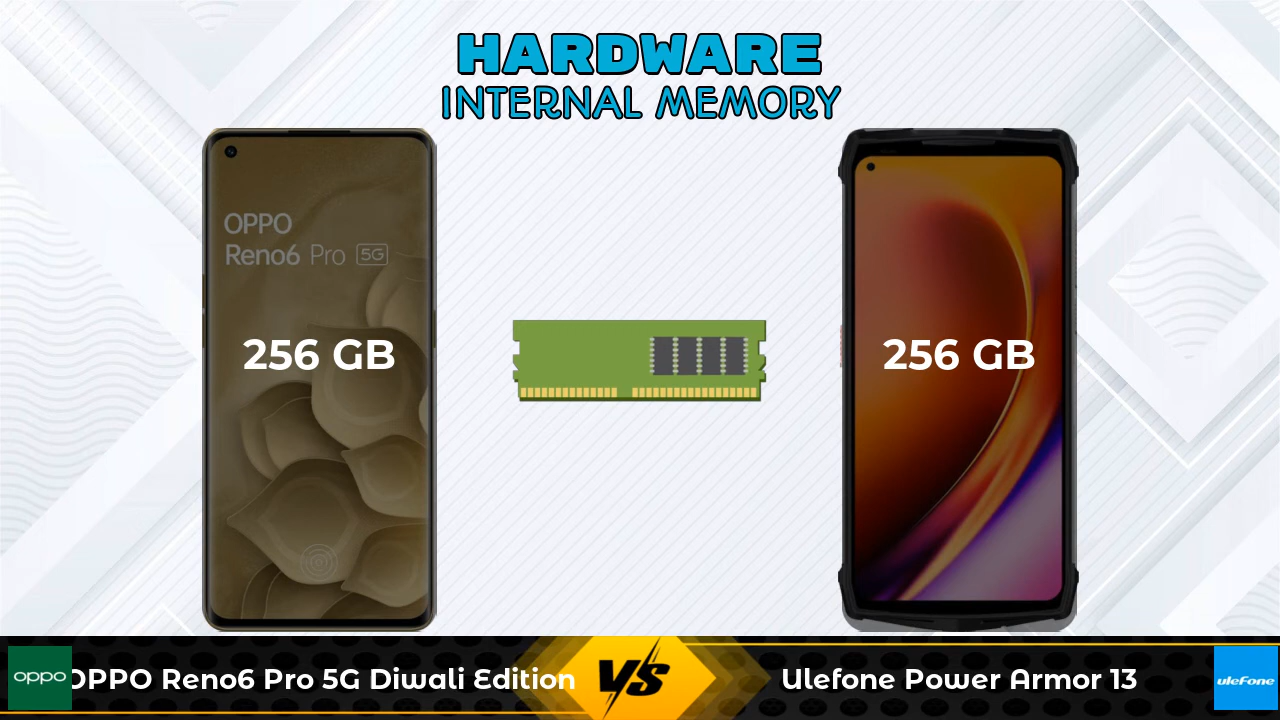 HARDWARE
INTERNAL MEMORY
OPPO
Reno6 Pro 5G
256 GB
256 GB
oppo
OPPO Reno6 Pro 5G Diwali Edition
VS
Ulefone Power Armor 13
uleFone